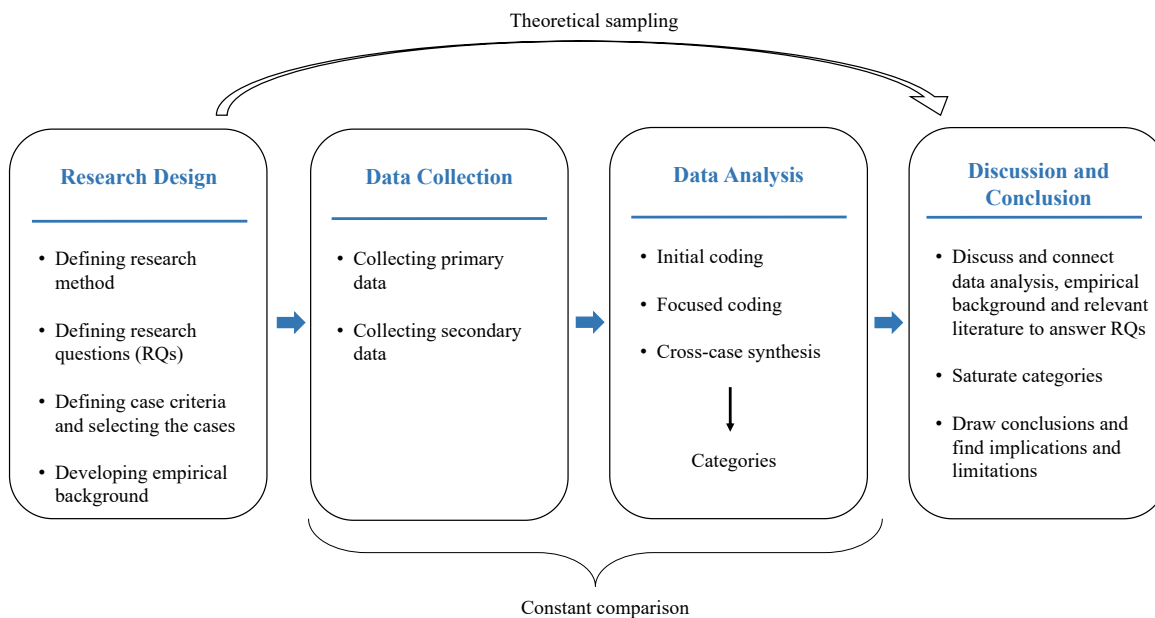 Theoretical sampling
Research Design
• Defining research
method
• Defining research
questions (RQs)
• Defining case criteria
and selecting the cases
• Developing empirical
background
Data Collection
• Collecting primary
data
• Collecting secondary
data
Data Analysis
• Initial coding
• Focused coding
• Cross-case synthesis
Categories
Discussion and
Conclusion
• Discuss and connect
data analysis, empirical
background and relevant
literature to answer RQs
• Saturate categories
• Draw conclusions and
find implications and
limitations
Constant comparison